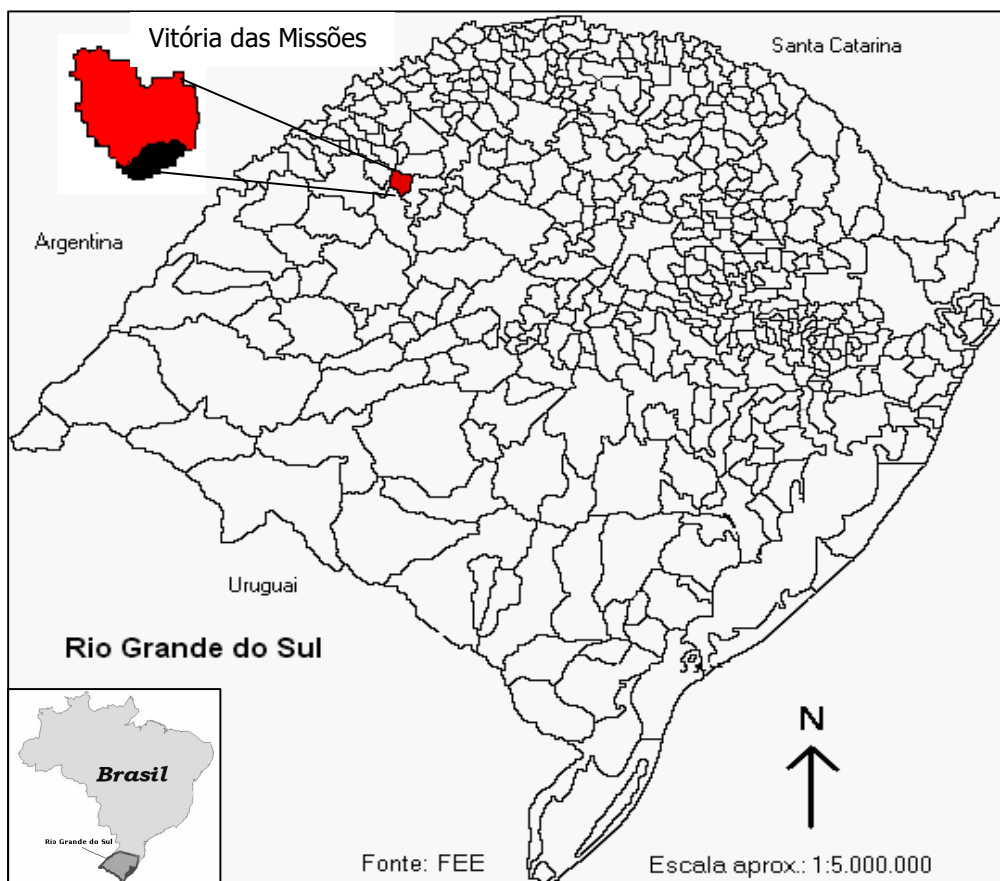 Vitória das Missões
Santa Catarina
Argentina
Uruguai
Rio Grande do Sul
Brasil
Rio Grande do Sul
N
Fonte: FEE
Escala aprox.: 1:5.000.000